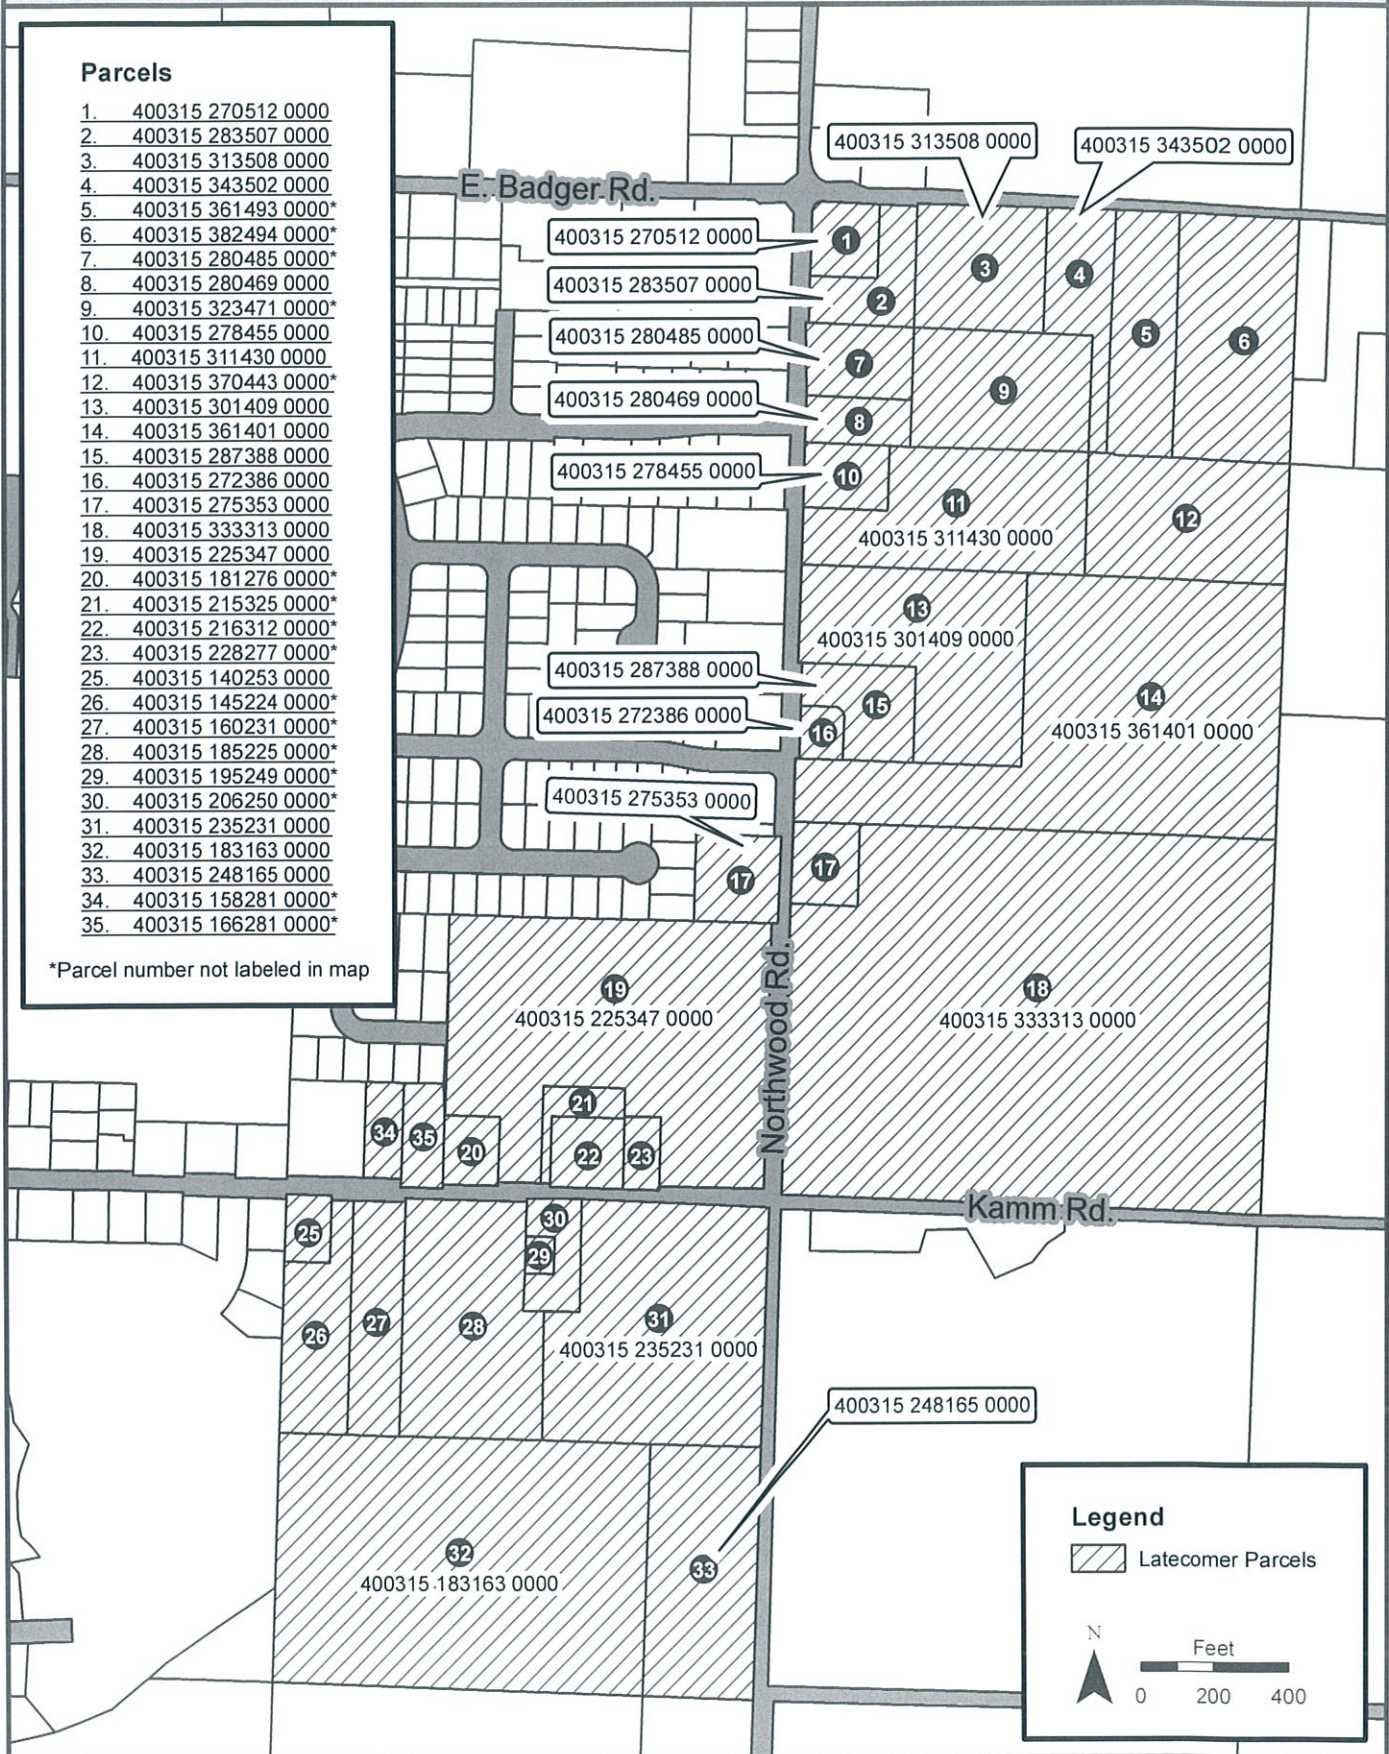 Parcels
1. 400315 270512 0000
2. 400315 283507 0000
3. 400315 313508 0000
4. 400315 343502 0000
5. 400315 361493 0000*
6. 400315 382494 0000*
7. 400315 280485 0000*
8. 400315 280469 0000
9. 400315 323471 0000*
10. 400315 278455 0000
11. 400315 311430 0000
12. 400315 370443 0000*
13. 400315 301409 0000
14. 400315 361401 0000
15. 400315 287388 0000
16. 400315 272386 0000
17. 400315 275353 0000
18. 400315 333313 0000
19. 400315 225347 0000
20. 400315 181276 0000*
21. 400315 215325 0000*
22. 400315 216312 0000*
23. 400315 228277 0000*
25. 400315 140253 0000
26. 400315 145224 0000*
27. 400315 160231 0000*
28. 400315 185225 0000*
29. 400315 195249 0000*
30. 400315 206250 0000*
31. 400315 235231 0000
32. 400315 183163 0000
33. 400315 248165 0000
34. 400315 158281 0000*
35. 400315 166281 0000*
*Parcel number not labeled in map
400315 313508 0000
400315 343502 0000
E. Badger Rd.
400315 270512 0000
1
3
4
400315 283507 0000
2
5
6
400315 280485 0000
7
9
400315 280469 0000
8
400315 278455 0000
10
11
400315 311430 0000
12
13
400315 301409 0000
400315 287388 0000
15
14
400315 361401 0000
400315 272386 0000
16
400315 275353 0000
17
17
19
400315 225347 0000
Northwood Rd.
18
400315 333313 0000
34
35
20
21
22
23
Kamm Rd.
25
30
29
26
27
28
31
400315 235231 0000
400315 248165 0000
32
400315 183163 0000
33
Legend
Latecomer Parcels
N
Feet
0 200 400